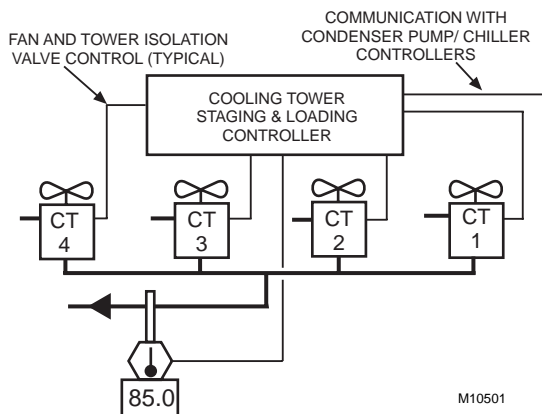 FAN AND TOWER ISOLATION
VALVE CONTROL (TYPICAL)
COMMUNICATION WITH
CONDENSER PUMP/ CHILLER
CONTROLLERS
COOLING TOWER
STAGING & LOADING
CONTROLLER
CT
4
CT
3
CT
2
CT
1
85.0
M10501